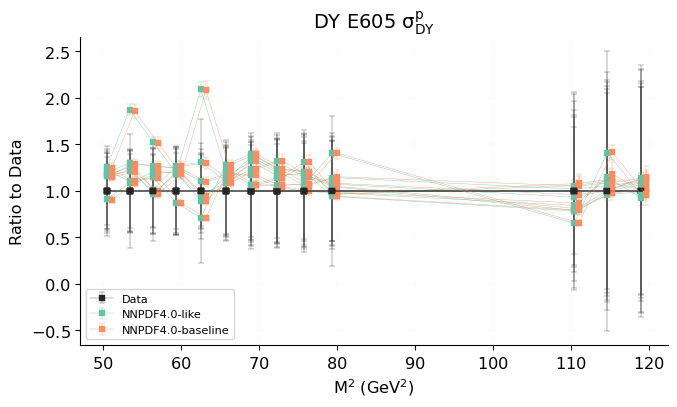 DY E605 σ^p_DY
Ratio to Data
2.5
2.0
1.5
1.0
0.5
0.0
−0.5
Data
NNPDF4.0-like
NNPDF4.0-baseline
50 60 70 80 90 100 110 120
M² (GeV²)